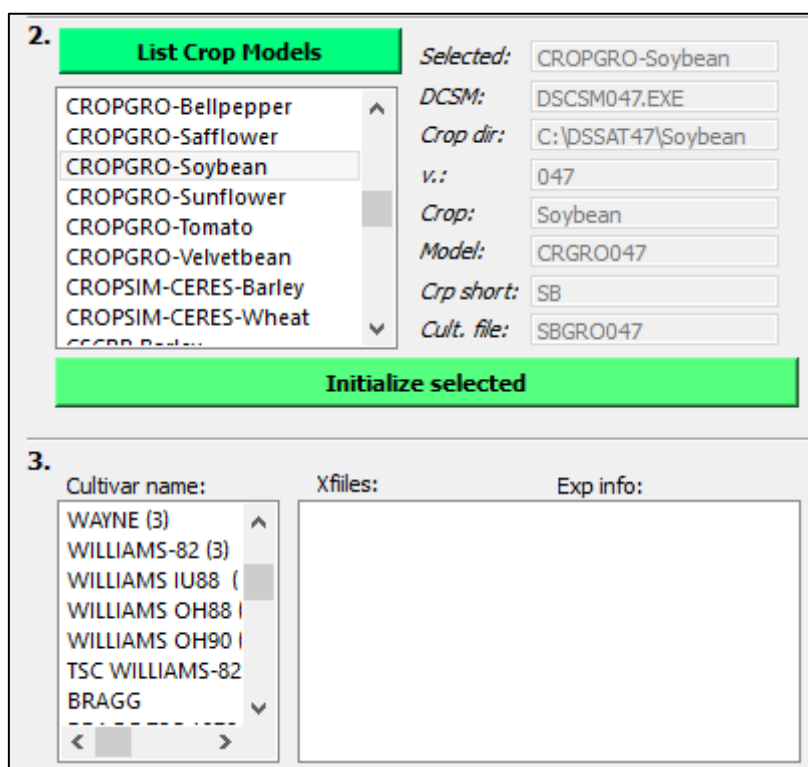 2.
List Crop Models
CROPGRO-Bellpepper
CROPGRO-Safflower
CROPGRO-Soybean
CROPGRO-Sunflower
CROPGRO-Tomato
CROPGRO-Velvetbean
CROPSIM-CERES-Barley
CROPSIM-CERES-Wheat
Selected: CROPGRO-Soybean
DCSM: DSCSM047.EXE
Crop dir: C:\DSSAT47\Soybean
v.: 047
Crop: Soybean
Model: CRGRO047
Crp short: SB
Cult. file: SBGRO047
Initialize selected
3.
Cultivar name:
WAYNE (3)
WILLIAMS-82 (3)
WILLIAMS IU88 (
WILLIAMS OH88 (
WILLIAMS OH90 (
TSC WILLIAMS-82
BRAGG
Xfiiles:
Exp info: